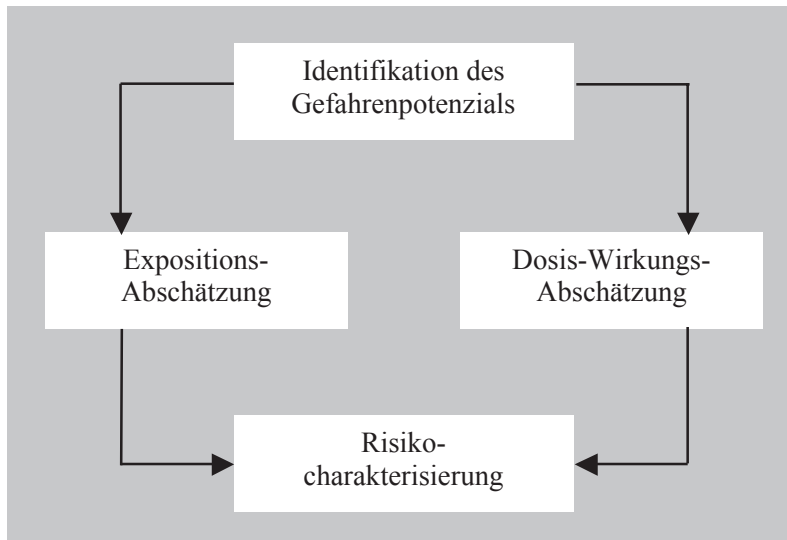 Identifikation des
Gefahrenpotenzials
Expositions-
Abschätzung
Dosis-Wirkungs-
Abschätzung
Risiko-
charakterisierung